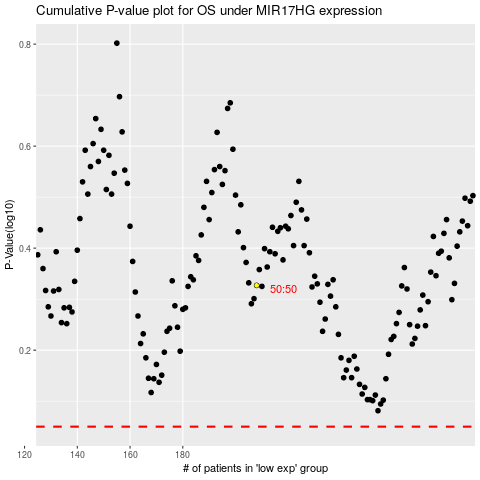 Cumulative P-value plot for OS under MIR17HG expression
0.8
0.6
0.4
0.2
P-Value(log10)
50:50
120 140 160 180
# of patients in 'low exp' group